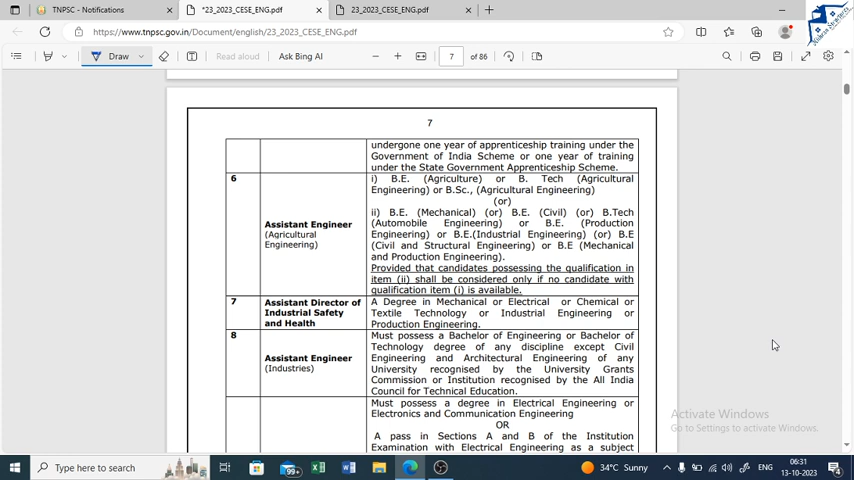 TNPSC - Notifications
*23_2023_CESE_ENG.pdf
23_2023_CESE_ENG.pdf
https://www.tnpsc.gov.in/Document/english/23_2023_CESE_ENG.pdf
Draw
Read aloud
Ask Bing AI
7
of 86
7
undergone one year of apprenticeship training under the
Government of India Scheme or one year of training
under the State Government Apprenticeship Scheme.
6
Assistant Engineer
(Agricultural
Engineering)
i) B.E. (Agriculture) or B. Tech (Agricultural
Engineering) or B.Sc., (Agricultural Engineering)
(or)
ii) B.E. (Mechanical) (or) B.E. (Civil) (or) B.Tech
(Automobile Engineering) or B.E. (Production
Engineering) or B.E.(Industrial Engineering) (or) B.E
(Civil and Structural Engineering) or B.E (Mechanical
and Production Engineering).
Provided that candidates possessing the qualification in
item (ii) shall be considered only if no candidate with
qualification item (i) is available.
7
Assistant Director of
Industrial Safety
and Health
A Degree in Mechanical or Electrical or Chemical or
Textile Technology or Industrial Engineering or
Production Engineering.
8
Assistant Engineer
(Industries)
Must possess a Bachelor of Engineering or Bachelor of
Technology degree of any discipline except Civil
Engineering and Architectural Engineering of any
University recognised by the University Grants
Commission or Institution recognised by the All India
Council for Technical Education.
Must possess a degree in Electrical Engineering or
Electronics and Communication Engineering
OR
A pass in Sections A and B of the Institution
Examination with Electrical Engineering as a subject
Activate Windows
Go to Settings to activate Windows.
Type here to search
99+
34°C Sunny
ENG
06:31
13-10-2023
4